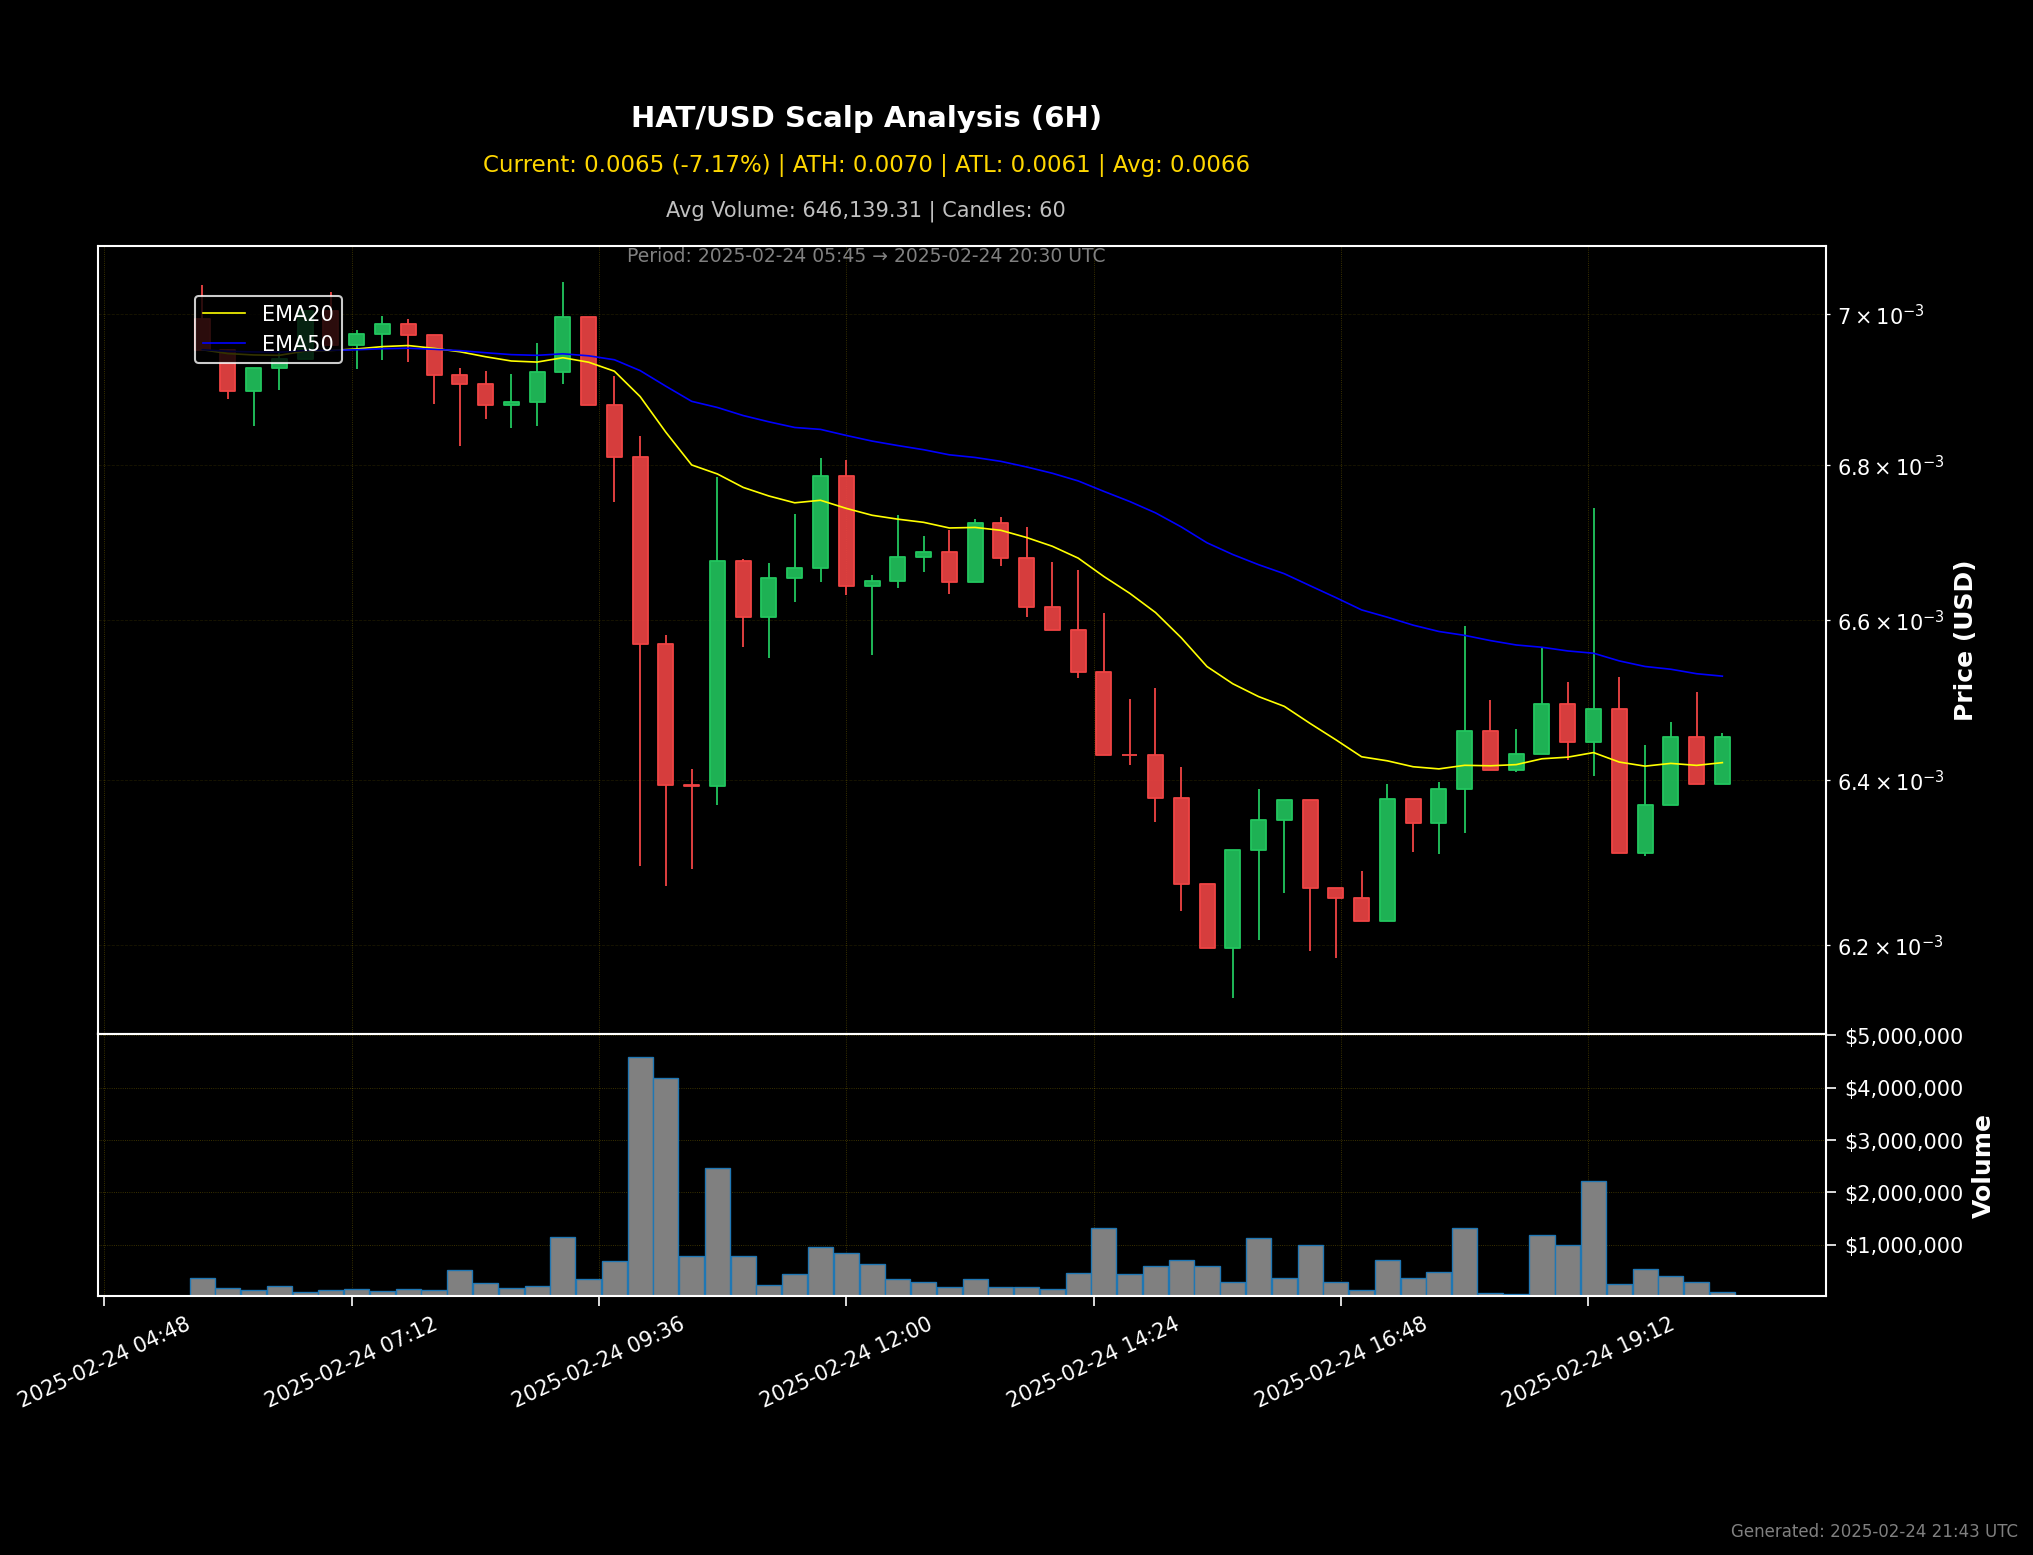 HAT/USD Scalp Analysis (6H)
Current: 0.0065 (-7.17%) | ATH: 0.0070 | ATL: 0.0061 | Avg: 0.0066
Avg Volume: 646,139.31 | Candles: 60
Period: 2025-02-24 05:45 → 2025-02-24 20:30 UTC
EMA20
EMA50
7 × 10⁻³
6.8 × 10⁻³
6.6 × 10⁻³
6.4 × 10⁻³
6.2 × 10⁻³
Price (USD)
$5,000,000
$4,000,000
$3,000,000
$2,000,000
$1,000,000
Volume
2025-02-24 04:48
2025-02-24 07:12
2025-02-24 09:36
2025-02-24 12:00
2025-02-24 14:24
2025-02-24 16:48
2025-02-24 19:12
Generated: 2025-02-24 21:43 UTC